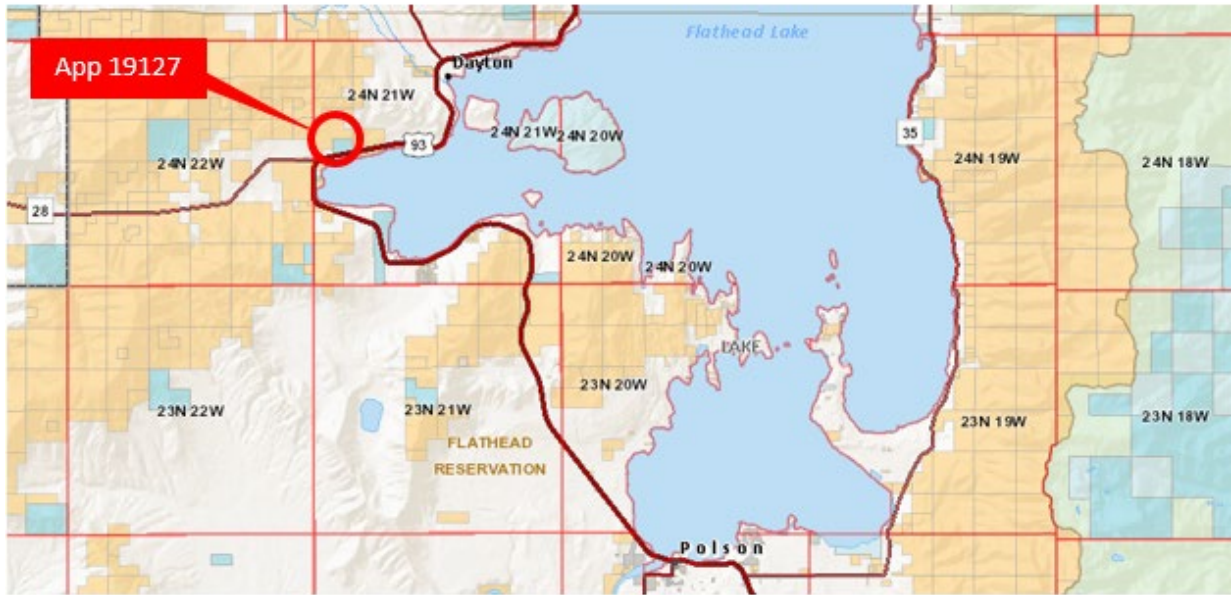 Flathead Lake
App 19127
Dayton
24N 21W
24N 21W
24N 20W
93
35
24N 22W
24N 19W
24N 18W
28
24N 20W
24N 20W
LAKE
23N 20W
23N 22W
23N 21W
23N 19W
23N 18W
FLATHEAD
RESERVATION
Polson